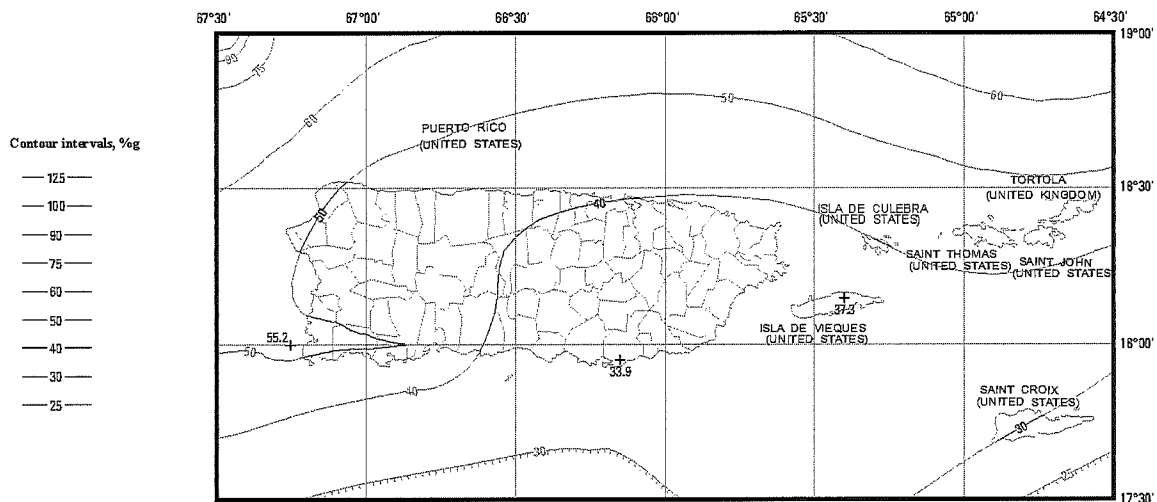 67°30'
67°00'
66°30'
66°00'
65°30'
65°00'
64°30'
19°00'
90
75
60
60
50
Contour intervals, %g
PUERTO RICO
(UNITED STATES)
125
100
90
75
60
50
40
30
25
18°30'
TORTOLA
(UNITED KINGDOM)
50
40
ISLA DE CULEBRA
(UNITED STATES)
SAINT THOMAS
(UNITED STATES)
SAINT JOHN
(UNITED STATES
37.3
ISLA DE VIEQUES
(UNITED STATES)
55.2
50
18°00'
33.9
40
SAINT CROIX
(UNITED STATES)
30
30
25
17°30'